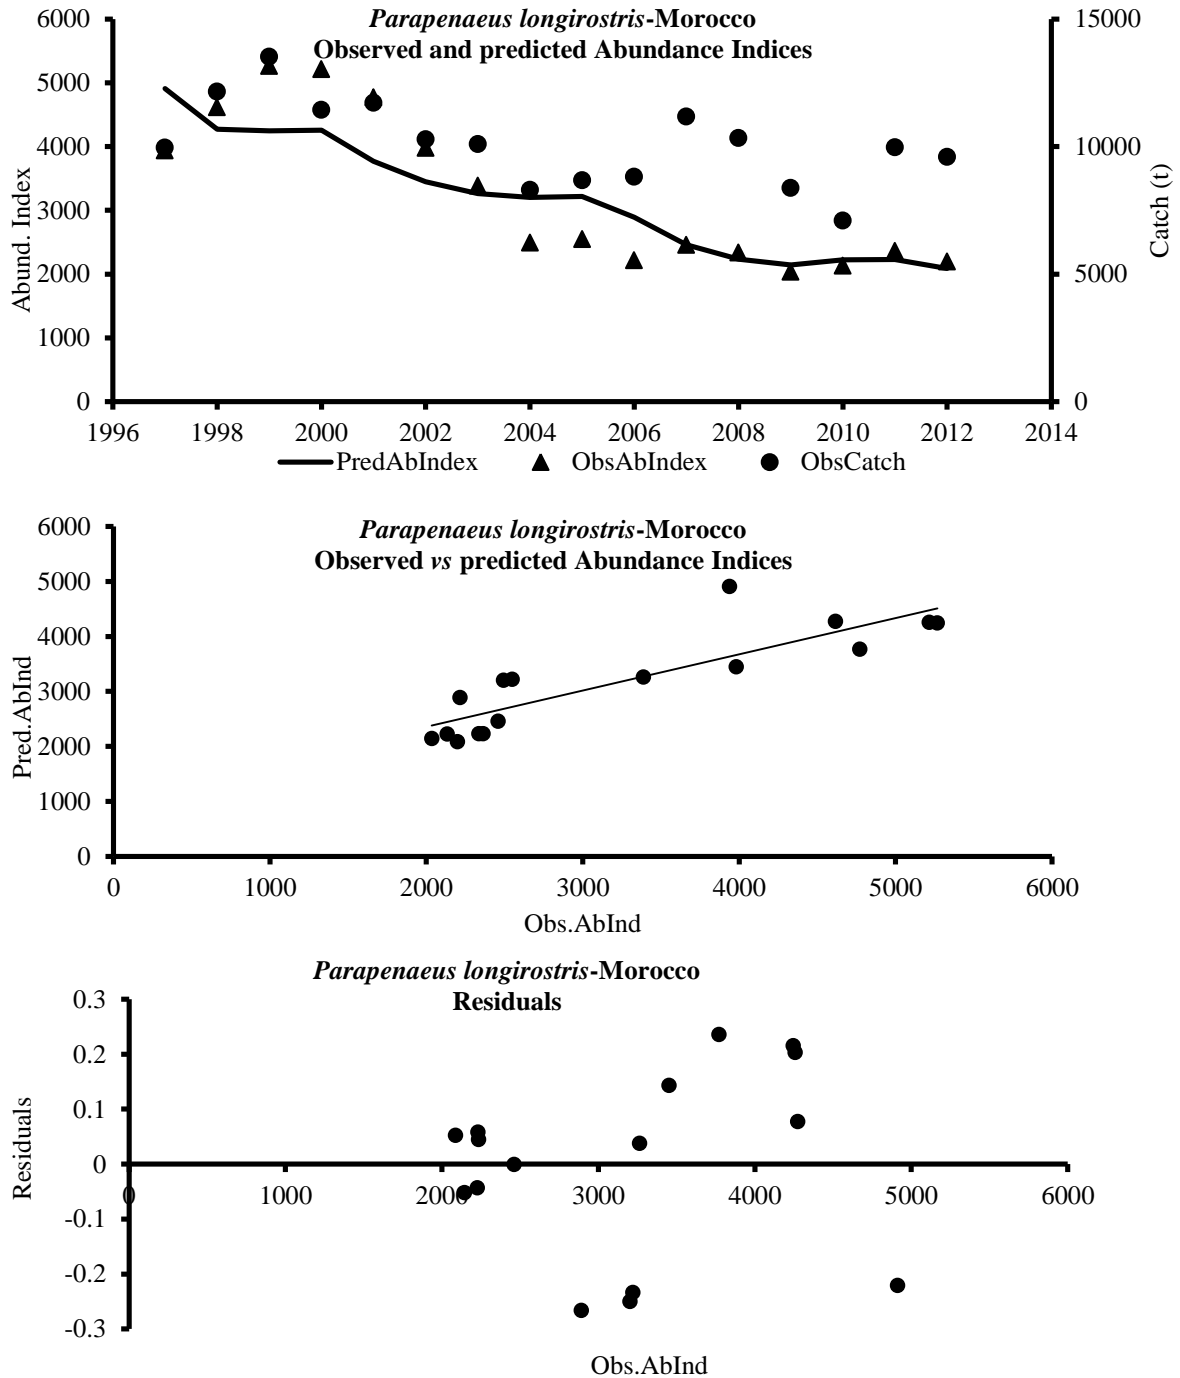 Parapenaeus longirostris-Morocco
Observed and predicted Abundance Indices
6000 15000
5000
4000 10000
3000
2000 5000
1000
0 0
Abund. Index
Catch (t)
1996 1998 2000 2002 2004 2006 2008 2010 2012 2014
PredAbIndex ObsAbIndex ObsCatch
Parapenaeus longirostris-Morocco
Observed vs predicted Abundance Indices
6000
5000
4000
3000
2000
1000
0
Pred.AbInd
0 1000 2000 3000 4000 5000 6000
Obs.AbInd
Parapenaeus longirostris-Morocco
Residuals
0.3
0.2
0.1
0
-0.1
-0.2
-0.3
Residuals
0 1000 2000 3000 4000 5000 6000
Obs.AbInd